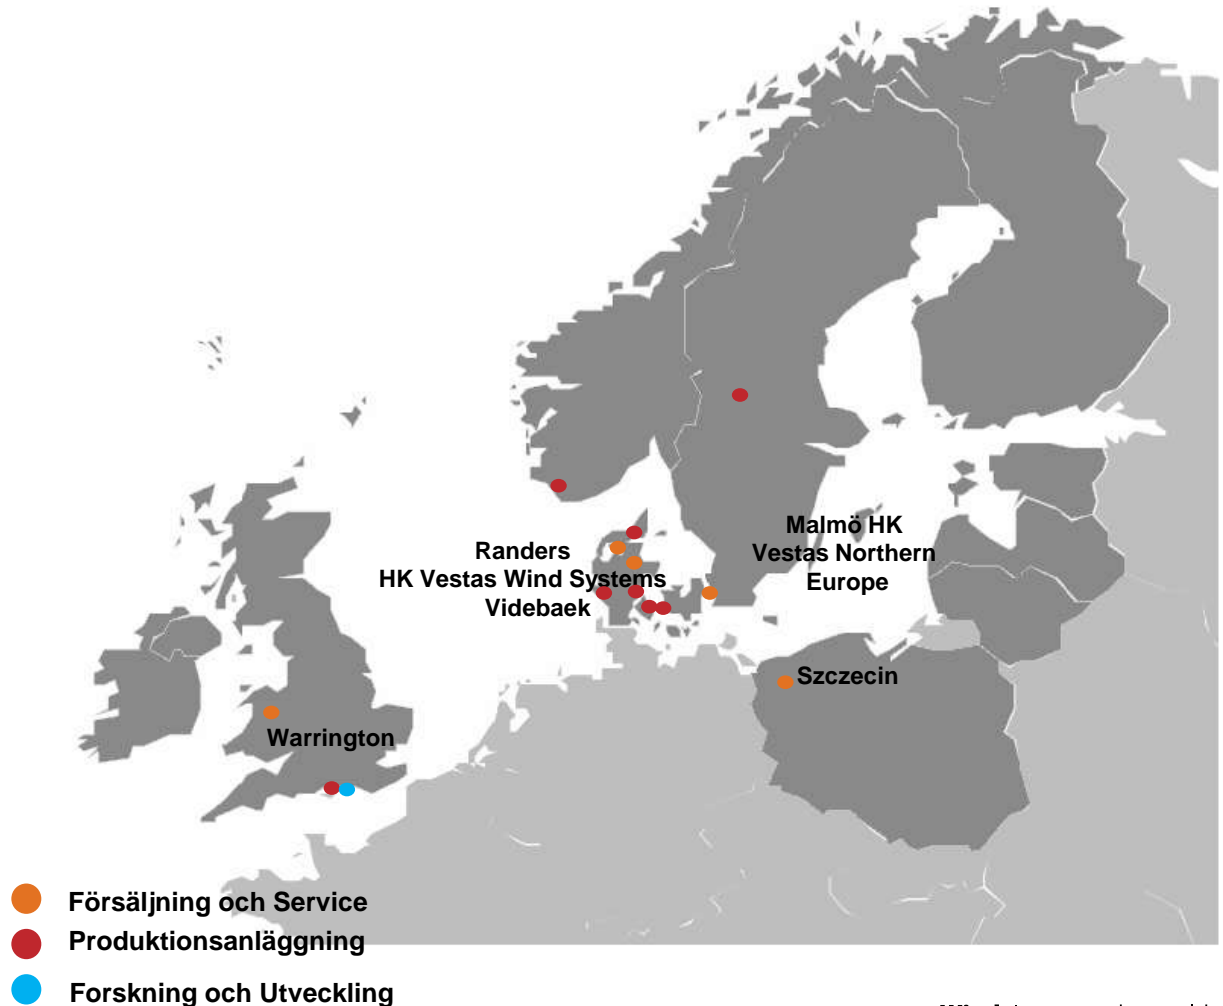 Randers
HK Vestas Wind Systems
Videbaek
Malmö HK
Vestas Northern
Europe
Szczecin
Warrington
Försäljning och Service
Produktionsanläggning
Forskning och Utveckling